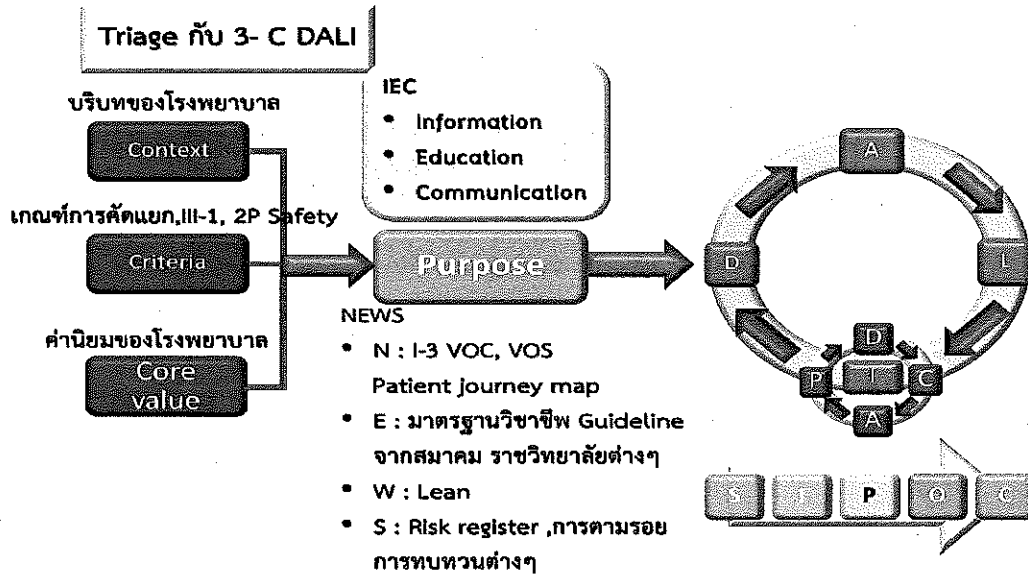 Triage กับ 3- C DALI
บริบทของโรงพยาบาล
Context
เกณฑ์การคัดแยก,III-1, 2P Safety
Criteria
ค่านิยมของโรงพยาบาล
Core
value
IEC
• Information
• Education
• Communication
Purpose
NEWS
• N : I-3 VOC, VOS
Patient journey map
• E : มาตรฐานวิชาชีพ Guideline
จากสมาคม ราชวิทยาลัยต่างๆ
• W : Lean
• S : Risk register ,การตามรอย
การทบทวนต่างๆ
A
D
L
D
P
I
C
A
S
I
P
O
C